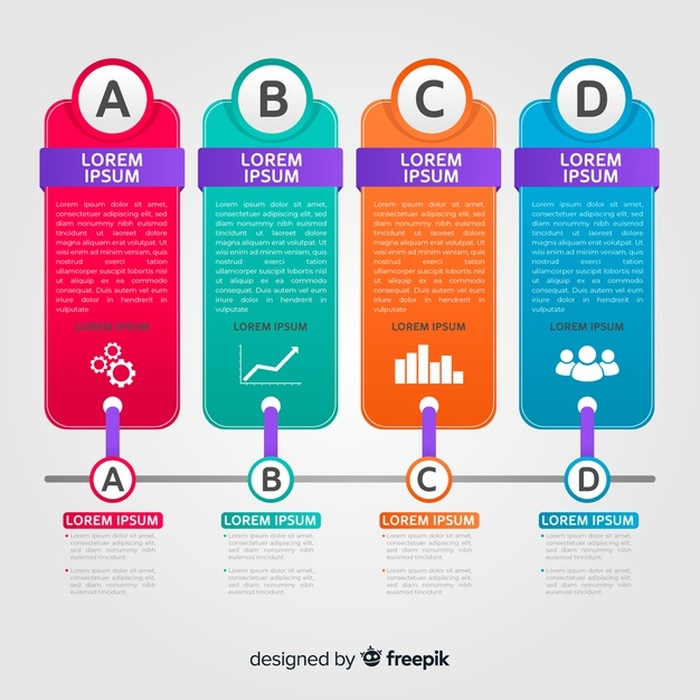 A
LOREM
IPSUM
Lorem ipsum dolor sit amet,
consectetuer adipiscing elit,
sed diam nonummy nibh
euismod diam nonummy nibh
tincidunt ut laoreet dolore
magna aliquam erat volutpat. Ut
wisi enim ad minim veniam, quis
nostrud exerci tation
ullamcorper suscipit lobortis nisl
ut aliquip ex ea commodo
consequat. Duis autem vel eum
iriure dolor in hendrerit in
vulputate
LOREM IPSUM
B
LOREM
IPSUM
Lorem ipsum dolor sit amet,
consectetuer adipiscing elit, sed
diam nonummy nibh euismod
tincidunt ut laoreet dolore
magna aliquam erat volutpat. Ut
wisi enim ad minim veniam, quis
nostrud exerci tation
ullamcorper suscipit lobortis nisl
ut aliquip ex ea commodo
consequat. Duis autem vel eum
iriure dolor in hendrerit in
vulputate
LOREM IPSUM
C
LOREM
IPSUM
Lorem ipsum dolor sit amet,
consectetuer adipiscing elit, sed
diam nonummy nibh euismod
tincidunt ut laoreet dolore
magna aliquam erat volutpat. Ut
wisi enim ad minim veniam, quis
nostrud exerci tation
ullamcorper suscipit lobortis nisl
ut aliquip ex ea commodo
consequat. Duis autem vel eum
iriure dolor in hendrerit in
vulputate
LOREM IPSUM
D
LOREM
IPSUM
Lorem ipsum dolor sit amet,
consectetuer adipiscing elit, sed
diam nonummy nibh euismod
tincidunt ut laoreet dolore
magna aliquam erat volutpat. Ut
wisi enim ad minim veniam, quis
nostrud exerci tation
ullamcorper suscipit lobortis nisl
ut aliquip ex ea commodo
consequat. Duis autem vel eum
iriure dolor in hendrerit in
vulputate
LOREM IPSUM
A
LOREM IPSUM
• Lorem ipsum dolor sit amet,
consectetuer adipiscing elit,
sed diam nonummy nibh
euismod tincidunt.
• Lorem ipsum dolor sit amet,
consectetuer adipiscing elit,
sed diam nonummy nibh
euismod tincidunt.
B
LOREM IPSUM
• Lorem ipsum dolor sit amet,
consectetuer adipiscing elit,
sed diam nonummy nibh
euismod tincidunt.
• Lorem ipsum dolor sit amet,
consectetuer adipiscing elit,
sed diam nonummy nibh
euismod tincidunt.
C
LOREM IPSUM
• Lorem ipsum dolor sit amet,
consectetuer adipiscing elit,
sed diam nonummy nibh
euismod tincidunt.
• Lorem ipsum dolor sit amet,
consectetuer adipiscing elit,
sed diam nonummy nibh
euismod tincidunt.
D
LOREM IPSUM
• Lorem ipsum dolor sit amet,
consectetuer adipiscing elit,
sed diam nonummy nibh
euismod tincidunt.
• Lorem ipsum dolor sit amet,
consectetuer adipiscing elit,
sed diam nonummy nibh
euismod tincidunt.
designed by freepik